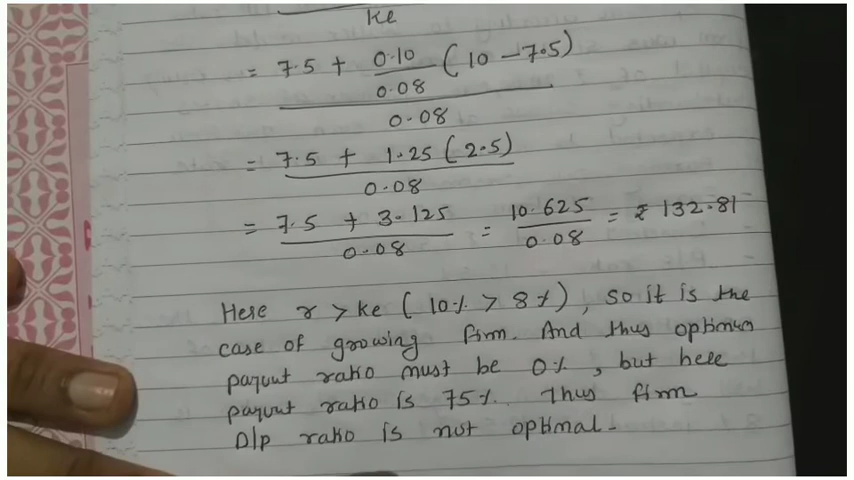 ke
= 7.5 + 0.10/0.08 (10 - 7.5)
0.08
= 7.5 + 1.25 (2.5)
0.08
= 7.5 + 3.125 / 0.08 = 10.625 / 0.08 = ₹ 132.81
Here r > ke ( 10% > 8% ), so it is the
case of growing firm. And thus optimum
payout ratio must be 0%, but here
payout ratio is 75%. Thus firm
D/p ratio is not optimal.